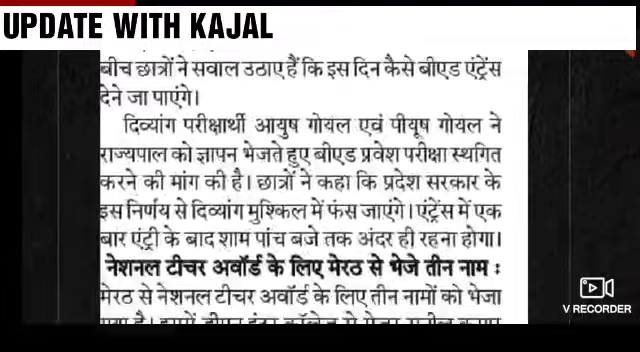 UPDATE WITH KAJAL
बीच छात्रों ने सवाल उठाए हैं कि इस दिन कैसे बीएड एंट्रेंस
देने जा पाएंगे।
दिव्यांग परीक्षार्थी आयुष गोयल एवं पीयूष गोयल ने
राज्यपाल को ज्ञापन भेजते हुए बीएड प्रवेश परीक्षा स्थगित
करने की मांग की है। छात्रों ने कहा कि प्रदेश सरकार के
इस निर्णय से दिव्यांग मुश्किल में फंस जाएंगे। एंट्रेंस में एक
बार एंट्री के बाद शाम पांच बजे तक अंदर ही रहना होगा।
नेशनल टीचर अवॉर्ड के लिए मेरठ से भेजे तीन नाम :
मेरठ से नेशनल टीचर अवॉर्ड के लिए तीन नामों को भेजा
V RECORDER